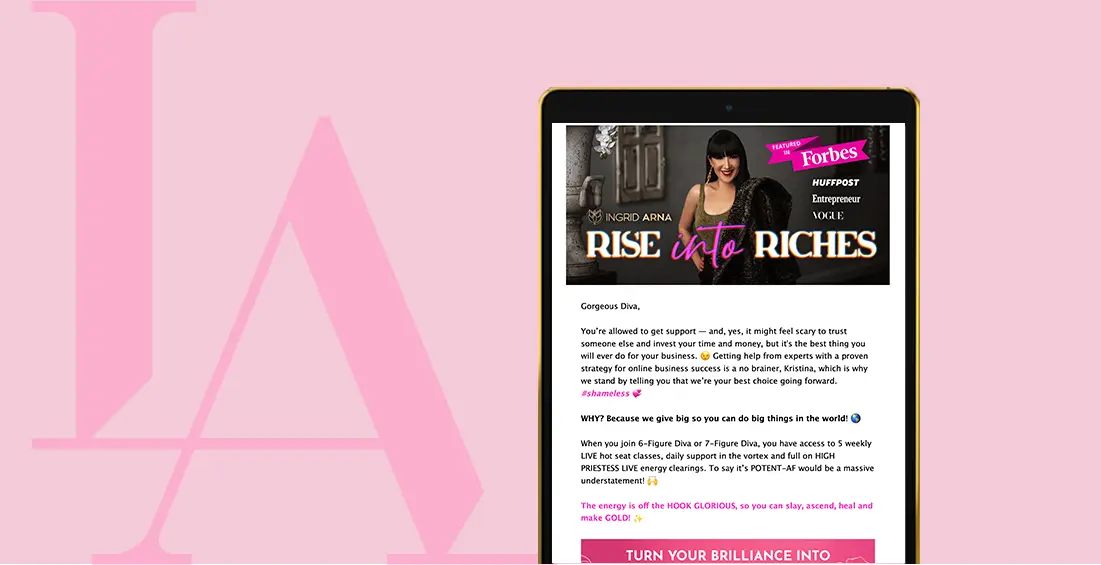 IA
FEATURED
IN
Forbes
HUFFPOST
Entrepreneur
VOGUE
INGRID ARNA
RISE into RICHES
Gorgeous Diva,
You're allowed to get support — and, yes, it might feel scary to trust
someone else and invest your time and money, but it's the best thing you
will ever do for your business. 😉 Getting help from experts with a proven
strategy for online business success is a no brainer, Kristina, which is why
we stand by telling you that we're your best choice going forward.
#shameless 💞
WHY? Because we give big so you can do big things in the world! 🌎
When you join 6-Figure Diva or 7-Figure Diva, you have access to 5 weekly
LIVE hot seat classes, daily support in the vortex and full on HIGH
PRIESTESS LIVE energy clearings. To say it's POTENT-AF would be a massive
understatement! 🙌
The energy is off the HOOK GLORIOUS, so you can slay, ascend, heal and
make GOLD! ✨
TURN YOUR BRILLIANCE INTO